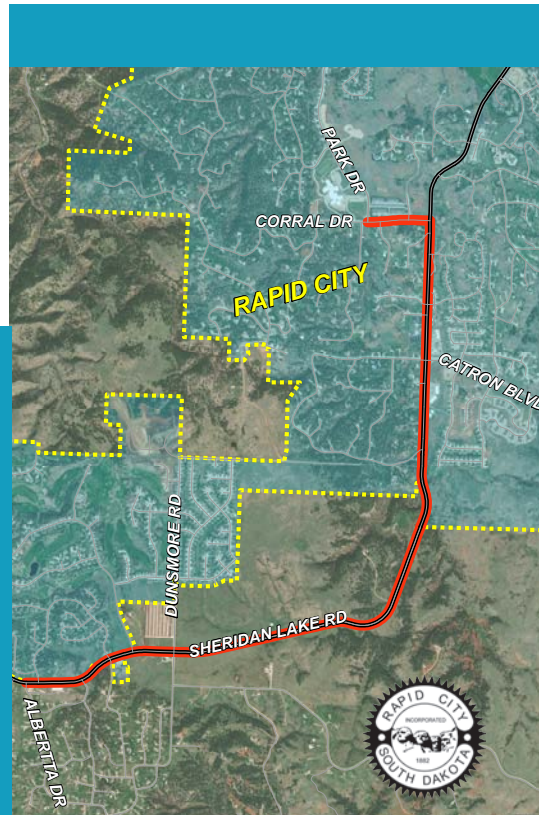 PARK DR
CORRAL DR
RAPID CITY
CATRON BLVD
DUNSMORE RD
SHERIDAN LAKE RD
ALBERTTA DR
RAPID CITY
INCORPORATED
1882
SOUTH DAKOTA